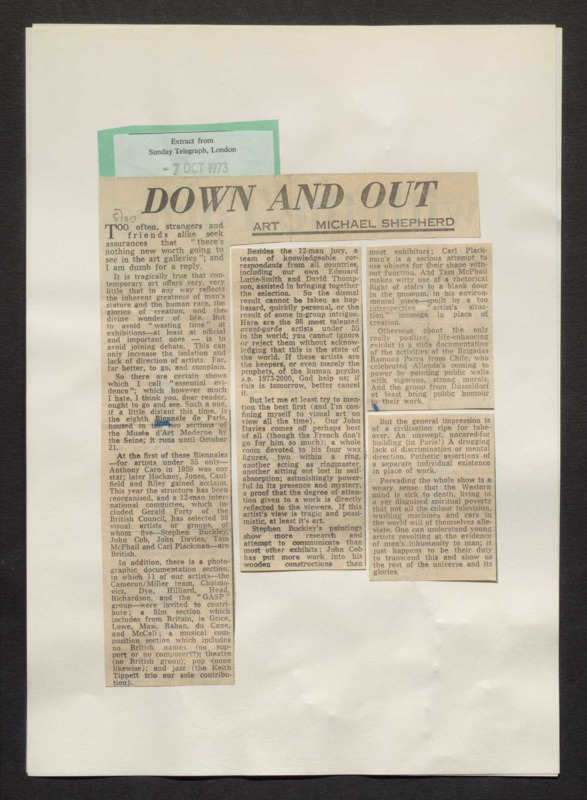 Extract from
Sunday Telegraph, London
- 7 OCT 1973
DOWN AND OUT
ART MICHAEL SHEPHERD
TOO often, strangers and
friends alike seek
assurances that "there's
nothing new worth going to
see in the art galleries"; and
I am dumb for a reply.
It is tragically true that con-
temporary art offers very, very
little that in any way reflects
the inherent greatness of man's
stature and the human race, the
glories of creation, and the
divine wonder of life. But
to avoid "wasting time" at
exhibitions—at least at official
and important ones — is to
avoid joining debate. This can
only increase the isolation and
lack of direction of artists. Far,
far better, to go, and complain.
So there are certain shows
which I call "essential evi-
dence"; which however much
I hate, I think you, dear reader,
ought to go and see. Such a one,
if a little distant this time, is
the eighth Biennale de Paris,
housed in the two sections of
the Musée d'Art Moderne by
the Seine; it runs until October
21.
At the first of these Biennales
—for artists under 35 only—
Anthony Caro in 1959 was our
star; later Hockney, Jones, Caul-
field and Riley gained acclaim.
This year the structure has been
reorganised, and a 12-man inter-
national committee, which in-
cluded Gerald Forty of the
British Council, has selected 98
visual artists or groups, of
whom five—Stephen Buckley,
John Cob, John Davies, Tam
McPhail and Carl Plackman—are
British.
In addition, there is a photo-
graphic documentation section,
to which 11 of our artists—the
Cameron/Miller team, Chaimo-
vicz, Dye, Hilliard, Head,
Richardson, and the "GASP"
group—were invited to contrib-
ute; a film section which
includes from Britain, le Grice,
Lowe, Masi, Raban, du Cane,
and McCall; a musical com-
position section which includes
no British names (no sup-
port or no composers?); theatre
(no British group); pop (none
likewise); and jazz (the Keith
Tippett trio our sole contribu-
tion).
Besides the 12-man jury, a
team of knowledgeable cor-
respondents from all countries,
including our own Edouard
Lucie-Smith and David Thomp-
son, assisted in bringing together
the selection. So the dismal
result cannot be taken as hap-
hazard, quirkily personal, or the
result of some in-group intrigue.
Here are the 98 most talented
avant-garde artists under 35
in the world; you cannot ignore
or reject them without acknow-
ledging that this is the state of
the world. If these artists are
the keepers, or even merely the
prophets, of the human psyche
A.D. 1973-2000, God help us; if
this is tomorrow, better cancel
it.
But let me at least try to men-
tion the best first (and I'm con-
fining myself to visual art on
view all the time). Our John
Davies comes off perhaps best
of all (though the French don't
go for him so much); a whole
room devoted to his four wax
figures, two within a ring,
another acting as ringmaster,
another sitting out lost in self-
absorption; astonishingly power-
ful in its presence and mystery,
a proof that the degree of atten-
tion given to a work is directly
reflected to the viewers. If this
artist's view is tragic and pessi-
mistic, at least it's art.
Stephen Buckley's paintings
show more research and
attempt to communicate than
most other exhibits; John Cob
has put more work into his
wooden constructions than
most exhibitors; Carl Plack-
man's is a serious attempt to
use objects for their shape with-
out function. And Tam McPhail
makes witty use of a rhetorical
flight of stairs to a blank door
in the museum, in his environ-
mental piece—spoilt by a too
introspective "artist's situa-
tion" message in place of
creation.
Otherwise about the only
really positive, life-enhancing
exhibit is a slide documentation
of the activities of the Brigades
Ramona Parra from Chile, who
celebrated Allende's coming to
power by painting public walls
with vigorous, strong murals.
And the group from Düsseldorf
at least bring public humour
to their work.
But the general impression is
of a civilisation ripe for take-
over. An unswept, uncared-for
building (in Paris!) A drugging
lack of discrimination or mental
direction. Pathetic assertions of
a separate individual existence
in place of work.
Pervading the whole show is a
weary sense that the Western
mind is sick to death, living in
a yet disguised spiritual poverty
that not all the colour television,
washing machines and cars in
the world will of themselves alle-
viate. One can understand young
artists resulting at the evidence
of man's inhumanity to man; it
just happens to be their duty
to transcend this and show us
the rest of the universe and its
glories.